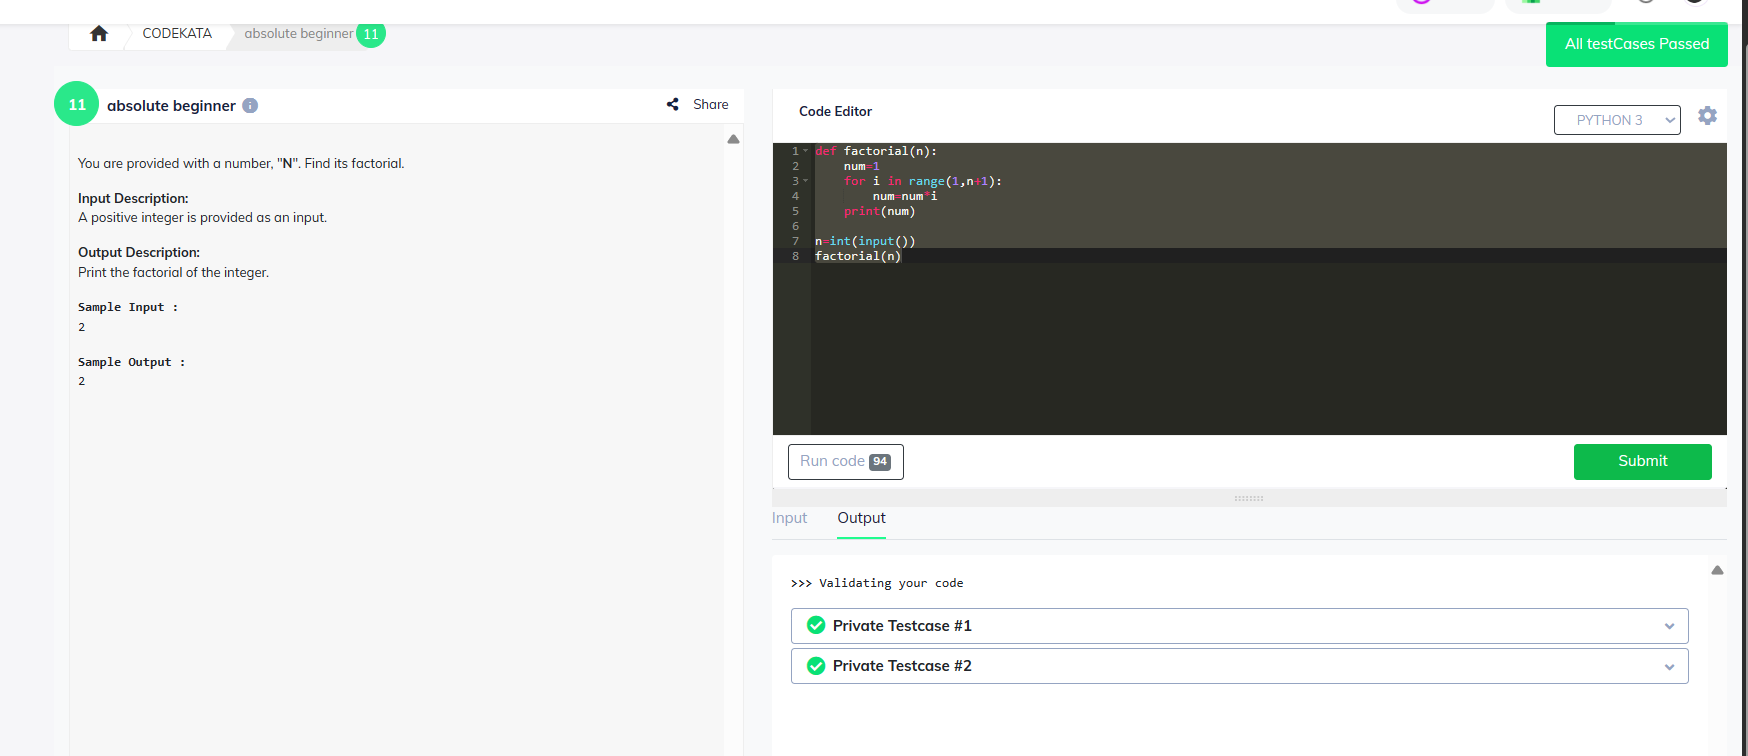 CODEKATA
absolute beginner 11
All testCases Passed
11 absolute beginner
Share
You are provided with a number, "N". Find its factorial.
Input Description:
A positive integer is provided as an input.
Output Description:
Print the factorial of the integer.
Sample Input :
2
Sample Output :
2
Code Editor
PYTHON 3
1 def factorial(n):
2     num=1
3     for i in range(1,n+1):
4         num=num*i
5     print(num)
6
7 n=int(input())
8 factorial(n)
Run code 94
Submit
Input
Output
>>> Validating your code
Private Testcase #1
Private Testcase #2